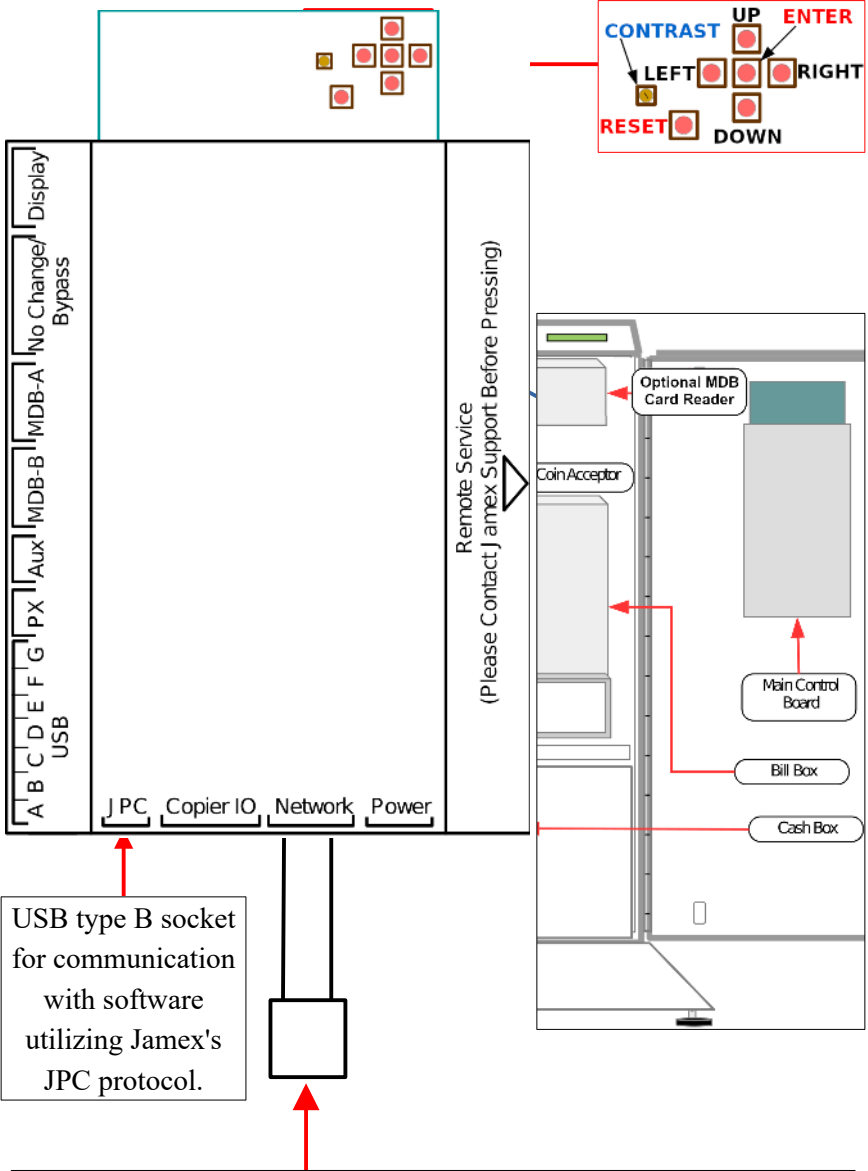 CONTRAST
UP
ENTER
LEFT
RIGHT
RESET
DOWN
Display
No Change/
Bypass
MDB-A
MDB-B
Aux
PX
A B C D E F G
USB
Remote Service
(Please Contact Jamex Support Before Pressing)
JPC
Copier IO
Network
Power
Optional MDB
Card Reader
Coin Acceptor
Main Control
Board
Bill Box
Cash Box
USB type B socket
for communication
with software
utilizing Jamex's
JPC protocol.